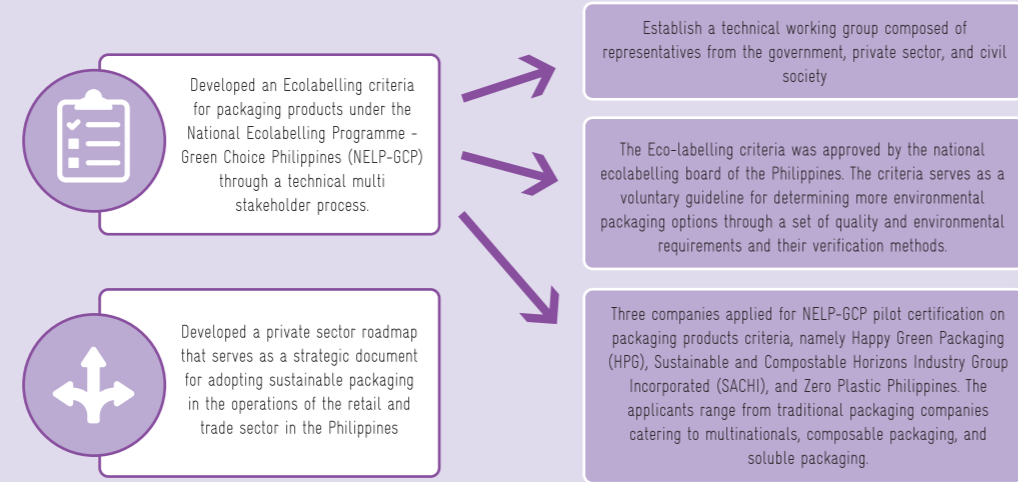 Developed an Ecolabelling criteria
for packaging products under the
National Ecolabelling Programme -
Green Choice Philippines (NELP-GCP)
through a technical multi
stakeholder process.
Establish a technical working group composed of
representatives from the government, private sector, and civil
society
The Eco-labelling criteria was approved by the national
ecolabelling board of the Philippines. The criteria serves as a
voluntary guideline for determining more environmental
packaging options through a set of quality and environmental
requirements and their verification methods.
Three companies applied for NELP-GCP pilot certification on
packaging products criteria, namely Happy Green Packaging
(HPG), Sustainable and Compostable Horizons Industry Group
Incorporated (SACHI), and Zero Plastic Philippines. The
applicants range from traditional packaging companies
catering to multinationals, composable packaging, and
soluble packaging.
Developed a private sector roadmap
that serves as a strategic document
for adopting sustainable packaging
in the operations of the retail and
trade sector in the Philippines